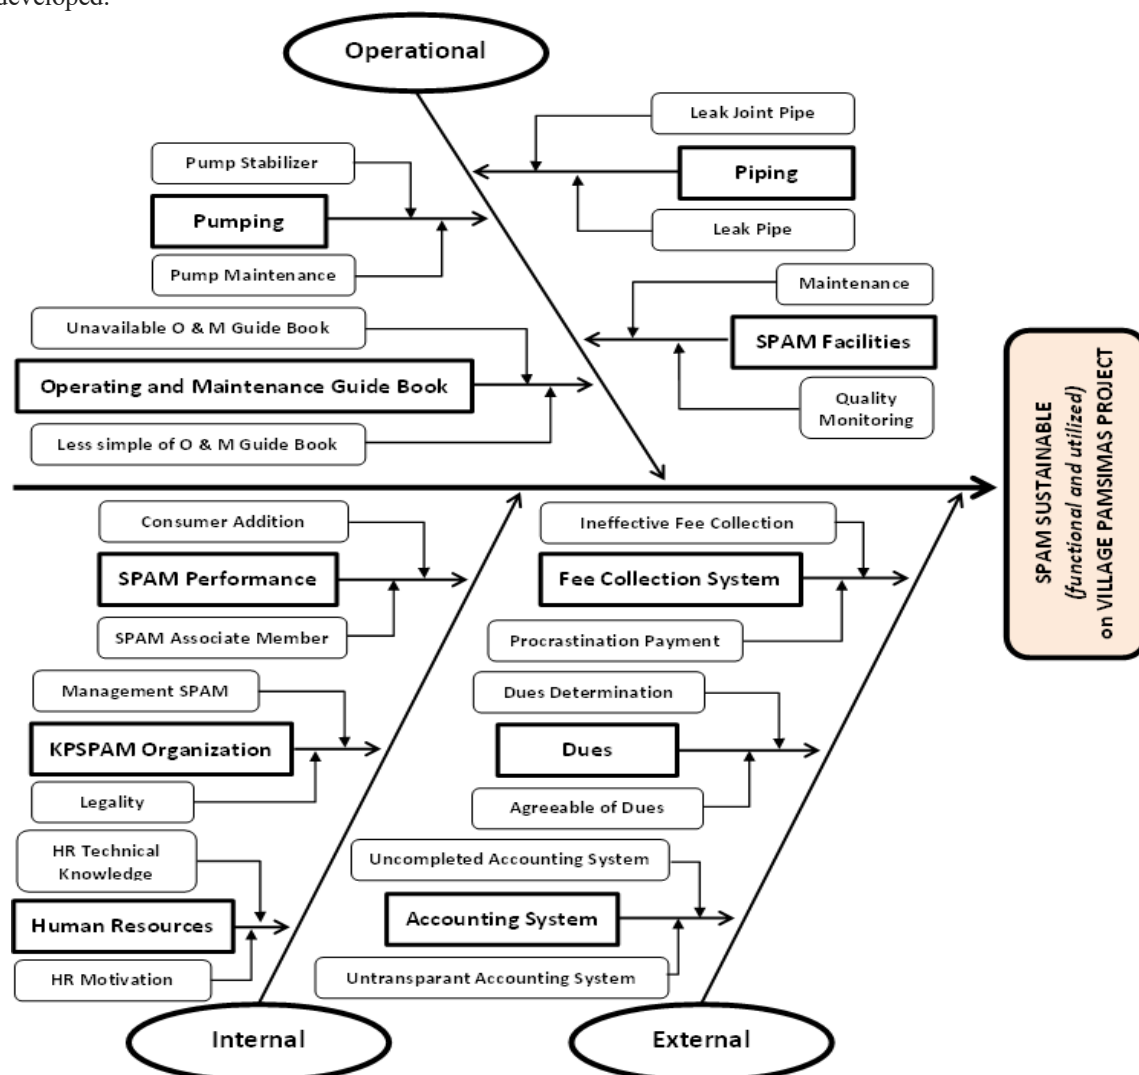 developed.
Operational
Leak Joint Pipe
Pump Stabilizer
Piping
Pumping
Leak Pipe
Pump Maintenance
Maintenance
Unavailable O & M Guide Book
SPAM Facilities
Operating and Maintenance Guide Book
Quality
Monitoring
Less simple of O & M Guide Book
SPAM SUSTAINABLE
(functional and utilized)
on VILLAGE PAMSIMAS PROJECT
Consumer Addition
Ineffective Fee Collection
SPAM Performance
Fee Collection System
SPAM Associate Member
Procrastination Payment
Management SPAM
Dues Determination
KPSPAM Organization
Dues
Legality
Agreeable of Dues
HR Technical
Knowledge
Uncompleted Accounting System
Human Resources
Accounting System
HR Motivation
Untransparant Accounting System
Internal
External